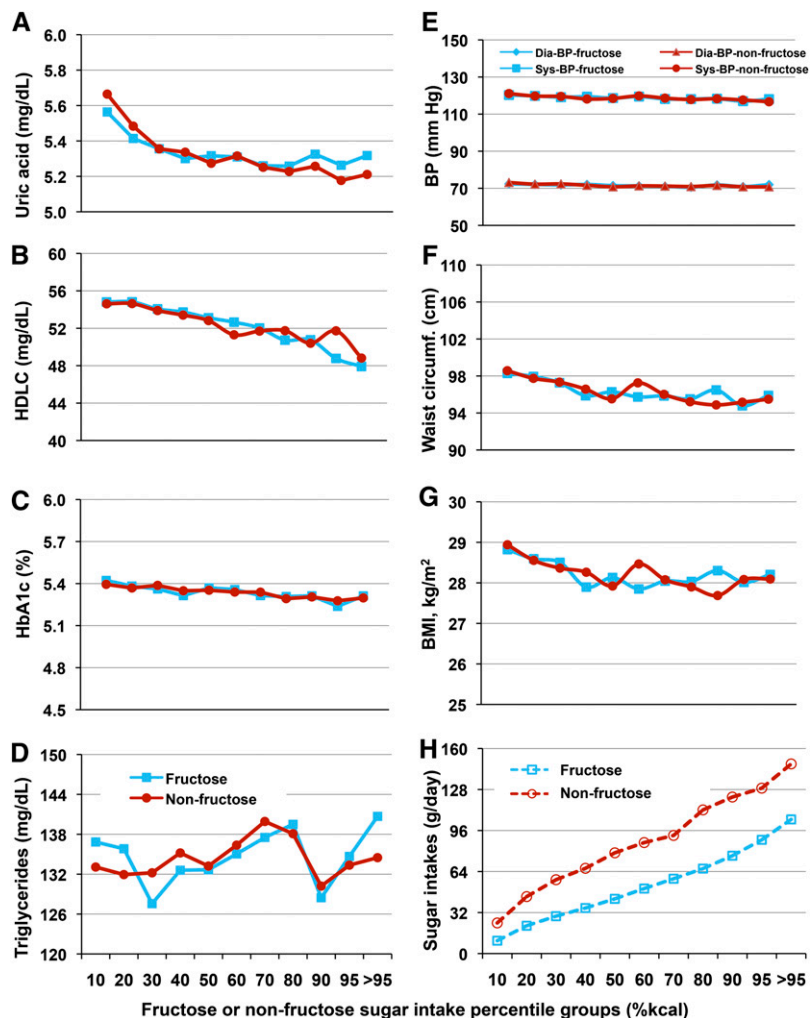 A
Uric acid (mg/dL)
6.0
5.8
5.6
5.4
5.2
5.0
B
HDLC (mg/dL)
60
56
52
48
44
40
C
HbA1c (%)
6.0
5.7
5.4
5.1
4.8
4.5
D
Triglycerides (mg/dL)
150
144
138
132
126
120
Fructose
Non-fructose
10 20 30 40 50 60 70 80 90 95 >95
E
BP (mm Hg)
150
130
110
90
70
50
Dia-BP-fructose
Dia-BP-non-fructose
Sys-BP-fructose
Sys-BP-non-fructose
F
Waist circumf. (cm)
110
106
102
98
94
90
G
BMI, kg/m²
30
29
28
27
26
25
H
Sugar intakes (g/day)
160
128
96
64
32
0
Fructose
Non-fructose
10 20 30 40 50 60 70 80 90 95 >95
Fructose or non-fructose sugar intake percentile groups (%kcal)